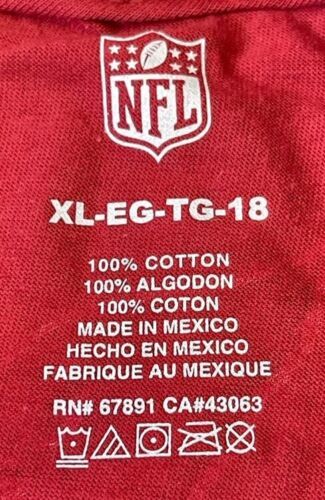 NFL
XL-EG-TG-18
100% COTTON
100% ALGODON
100% COTON
MADE IN MEXICO
HECHO EN MEXICO
FABRIQUE AU MEXIQUE
RN# 67891 CA#43063